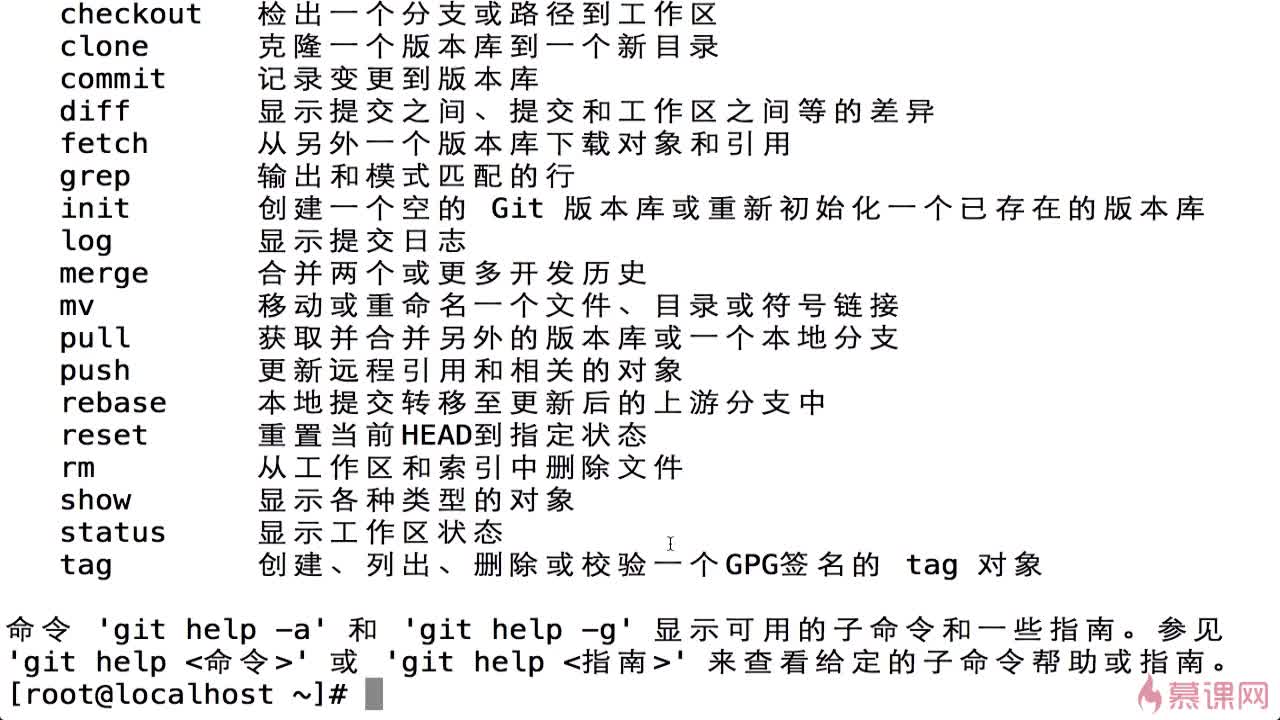 checkout 检出一个分支或路径到工作区
clone 克隆一个版本库到一个新目录
commit 记录变更到版本库
diff 显示提交之间、提交和工作区之间等的差异
fetch 从另外一个版本库下载对象和引用
grep 输出和模式匹配的行
init 创建一个空的 Git 版本库或重新初始化一个已存在的版本库
log 显示提交日志
merge 合并两个或更多开发历史
mv 移动或重命名一个文件、目录或符号链接
pull 获取并合并另外的版本库或一个本地分支
push 更新远程引用和相关的对象
rebase 本地提交转移至更新后的上游分支中
reset 重置当前HEAD到指定状态
rm 从工作区和索引中删除文件
show 显示各种类型的对象
status 显示工作区状态
tag 创建、列出、删除或校验一个GPG签名的 tag 对象
命令 'git help -a' 和 'git help -g' 显示可用的子命令和一些指南。参见
'git help <命令>' 或 'git help <指南>' 来查看给定的子命令帮助或指南。
[root@localhost ~]#
慕课网